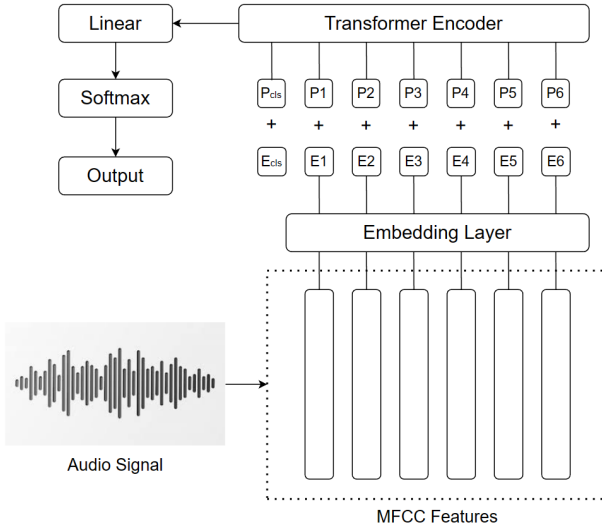 Linear
Transformer Encoder
Pcls P1 P2 P3 P4 P5 P6
Softmax
+ + + + + + +
Ecls E1 E2 E3 E4 E5 E6
Output
Embedding Layer
Audio Signal
MFCC Features